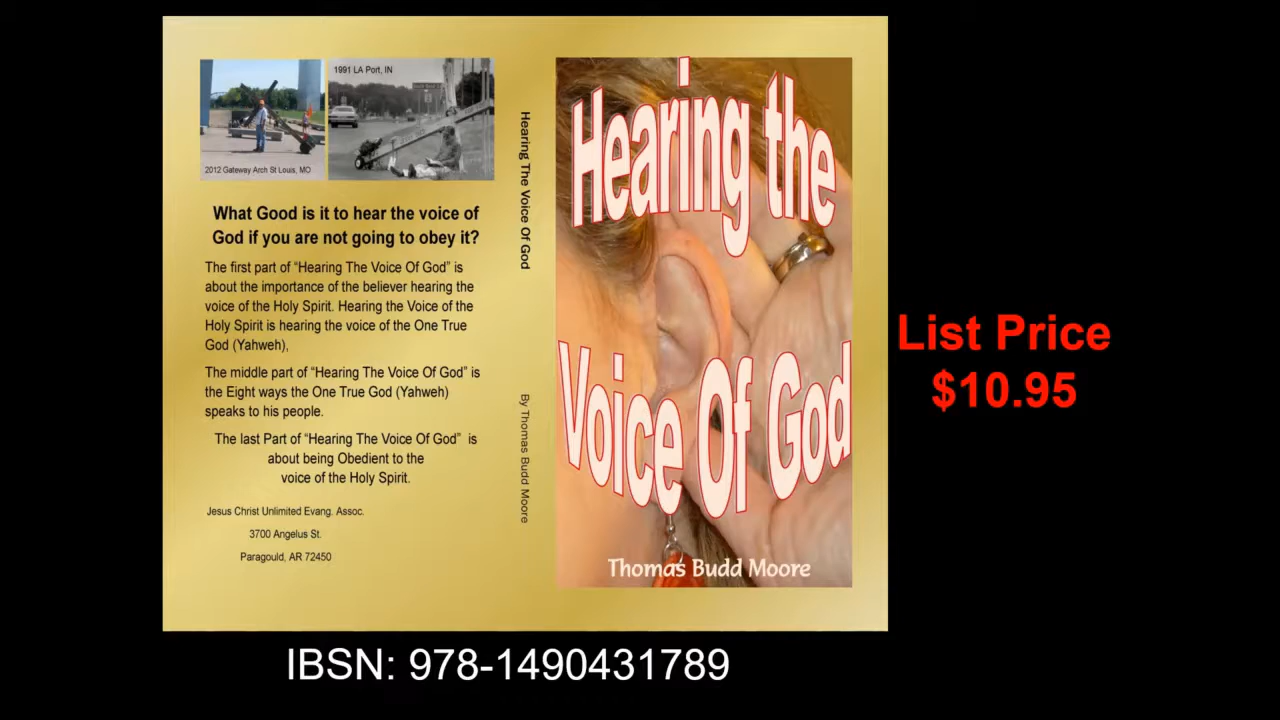 2012 Gateway Arch St Louis, MO
1991 LA Port, IN
What Good is it to hear the voice of
God if you are not going to obey it?
The first part of “Hearing The Voice Of God” is
about the importance of the believer hearing the
voice of the Holy Spirit. Hearing the Voice of the
Holy Spirit is hearing the voice of the One True
God (Yahweh),
The middle part of “Hearing The Voice Of God” is
the Eight ways the One True God (Yahweh)
speaks to his people.
The last Part of “Hearing The Voice Of God” is
about being Obedient to the
voice of the Holy Spirit.
Jesus Christ Unlimited Evang. Assoc.
3700 Angelus St.
Paragould, AR 72450
Hearing The Voice Of God
By Thomas Budd Moore
Hearing the
Voice Of God
Thomas Budd Moore
List Price
$10.95
IBSN: 978-1490431789